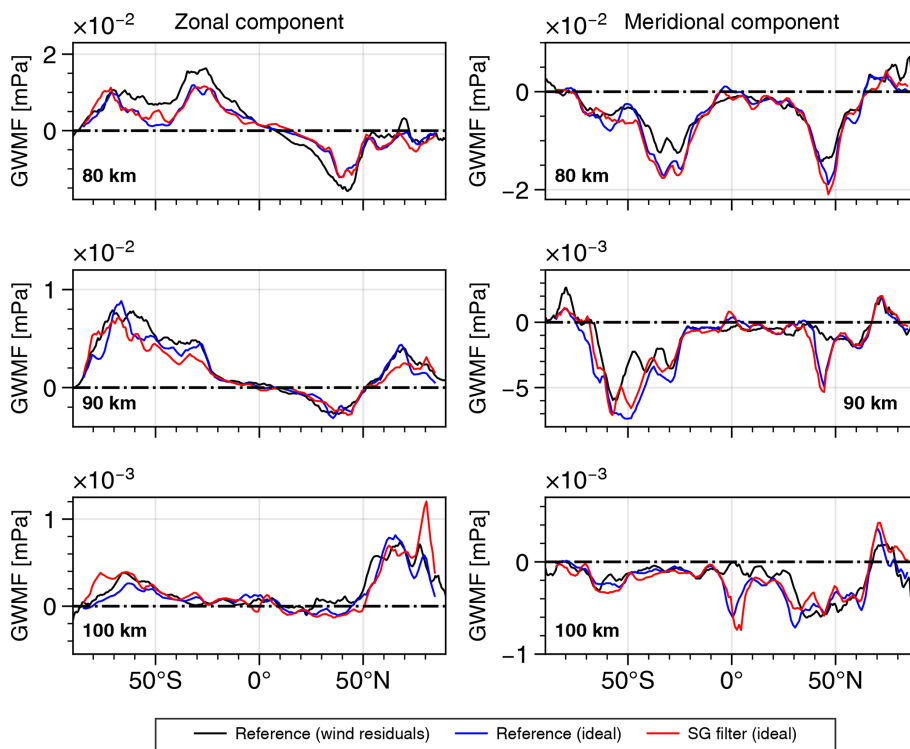 Zonal component
Meridional component
×10⁻²
GWMF [mPa]
2
0
80 km
×10⁻²
GWMF [mPa]
0
−2
80 km
×10⁻²
GWMF [mPa]
1
0
90 km
×10⁻³
GWMF [mPa]
0
−5
90 km
×10⁻³
GWMF [mPa]
1
0
100 km
50°S 0° 50°N
×10⁻³
GWMF [mPa]
0
−1
100 km
50°S 0° 50°N
Reference (wind residuals) Reference (ideal) SG filter (ideal)